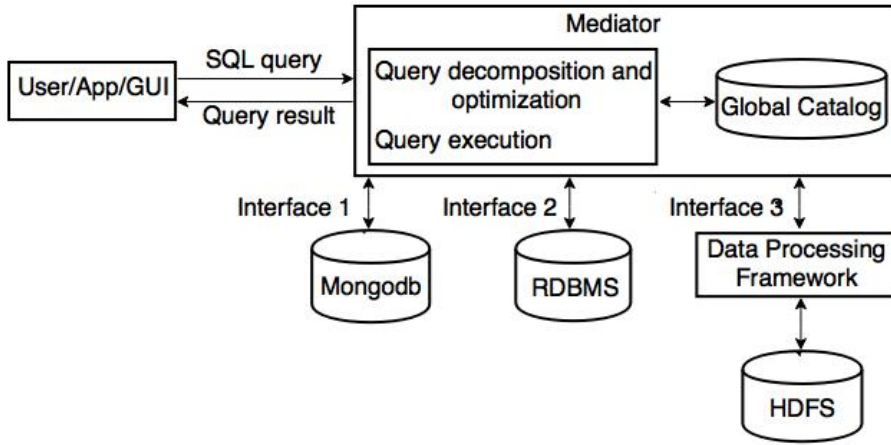 Mediator
SQL query
User/App/GUI
Query result
Query decomposition and
optimization
Query execution
Global Catalog
Interface 1
Interface 2
Interface 3
Mongodb
RDBMS
Data Processing
Framework
HDFS